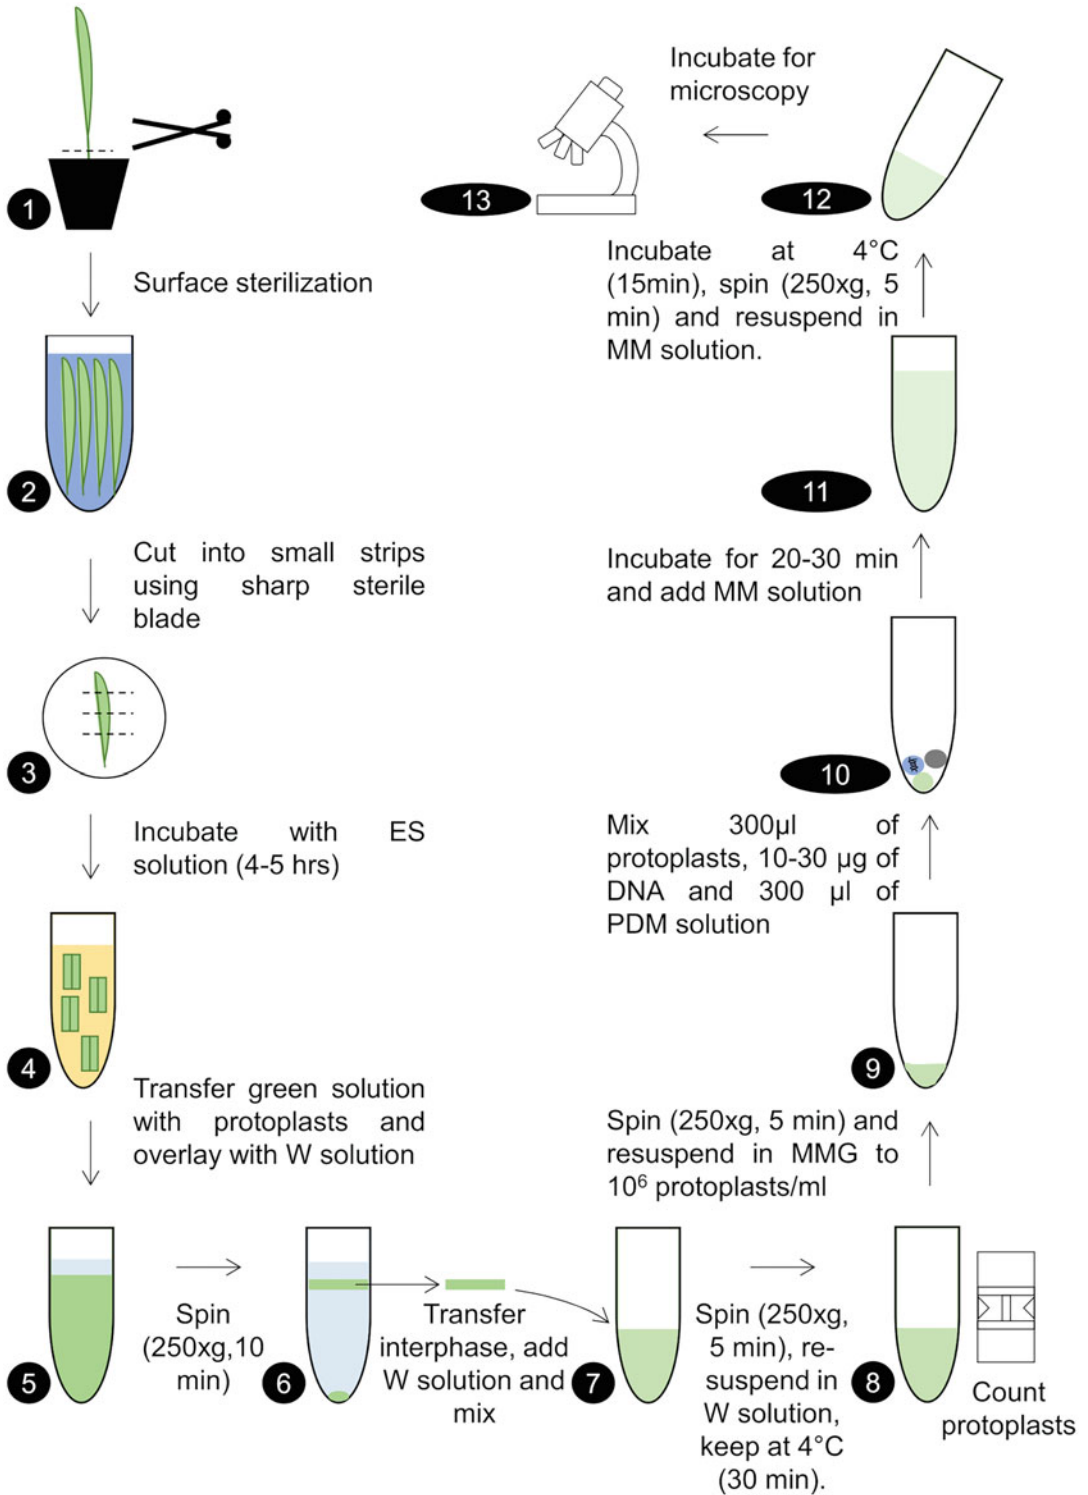 1
Surface sterilization
2
Cut into small strips
using sharp sterile
blade
3
Incubate with ES
solution (4-5 hrs)
4
Transfer green solution
with protoplasts and
overlay with W solution
5
Spin
(250xg,10
min)
6
Transfer
interphase, add
W solution and
mix
7
Spin (250xg,
5 min), re-
suspend in
W solution,
keep at 4°C
(30 min).
8
Count
protoplasts
Spin (250xg, 5 min) and
resuspend in MMG to
10⁶ protoplasts/ml
9
Mix 300µl of
protoplasts, 10-30 µg of
DNA and 300 µl of
PDM solution
10
Incubate for 20-30 min
and add MM solution
11
Incubate at 4°C
(15min), spin (250xg, 5
min) and resuspend in
MM solution.
12
Incubate for
microscopy
13